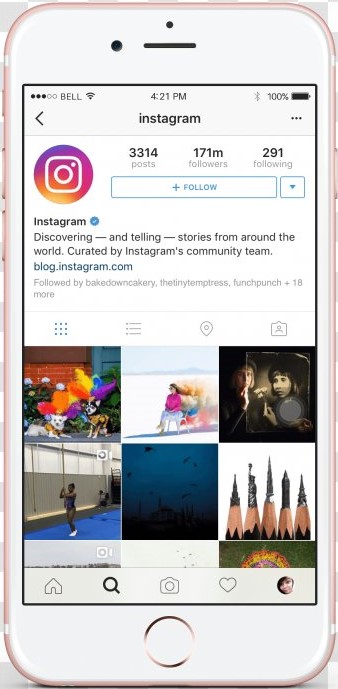 BELL 4:21 PM 100%
instagram
3314 171m 291
posts followers following
+ FOLLOW
Instagram
Discovering — and telling — stories from around the
world. Curated by Instagram's community team.
blog.instagram.com
Followed by bakedowncakery, thetinytemptress, funchpunch + 18
more